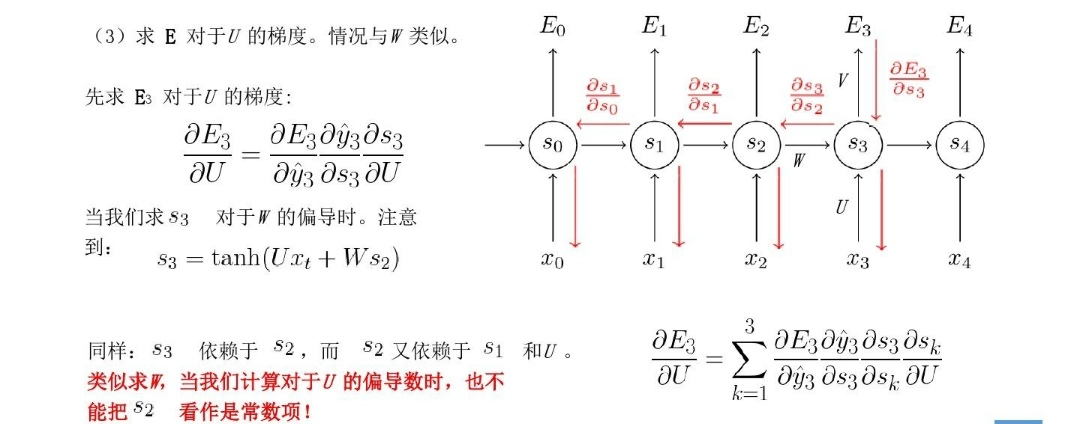 （3）求 E 对于U 的梯度。情况与W 类似。
先求 E₃ 对于U 的梯度:
∂E₃/∂U = ∂E₃/∂ŷ₃ ∂ŷ₃/∂s₃ ∂s₃/∂U
当我们求 s₃ 对于W 的偏导时。注意
到:
s₃ = tanh(Uxₜ + Ws₂)
同样: s₃ 依赖于 s₂ , 而 s₂ 又依赖于 s₁ 和U 。
类似求W, 当我们计算对于U 的偏导数时，也不
能把 s₂ 看作是常数项!
E₀ E₁ E₂ E₃ E₄
∂s₁/∂s₀ ∂s₂/∂s₁ ∂s₃/∂s₂ V ∂E₃/∂s₃
s₀ s₁ s₂ s₃ s₄
W
U
x₀ x₁ x₂ x₃ x₄
∂E₃/∂U = ∑_{k=1}^{3} ∂E₃/∂ŷ₃ ∂ŷ₃/∂s₃ ∂s₃/∂sₖ ∂sₖ/∂U